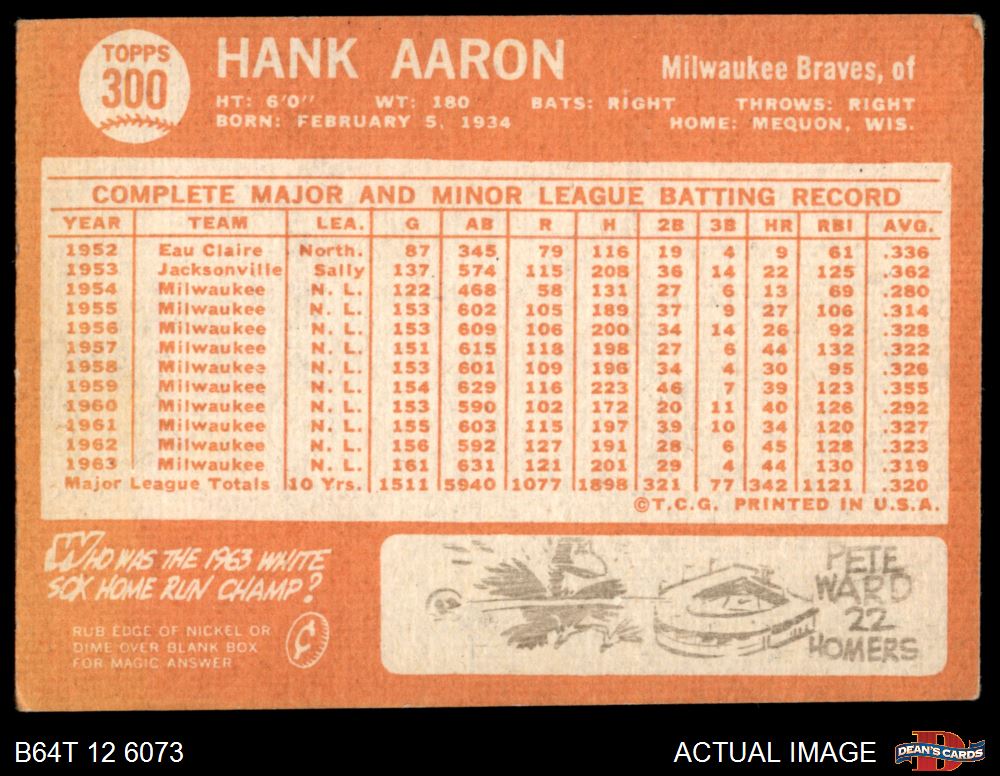 TOPPS
300
HANK AARON
Milwaukee Braves, of
HT: 6'0" WT: 180 BATS: RIGHT THROWS: RIGHT
BORN: FEBRUARY 5, 1934 HOME: MEQUON, WIS.
COMPLETE MAJOR AND MINOR LEAGUE BATTING RECORD
YEAR TEAM LEA. G AB R H 2B 3B HR RBI AVG.
1952 Eau Claire North. 87 345 79 116 19 4 9 61 .336
1953 Jacksonville Sally 137 574 115 208 36 14 22 125 .362
1954 Milwaukee N. L. 122 468 58 131 27 6 13 69 .280
1955 Milwaukee N. L. 153 602 105 189 37 9 27 106 .314
1956 Milwaukee N. L. 153 609 106 200 34 14 26 92 .328
1957 Milwaukee N. L. 151 615 118 198 27 6 44 132 .322
1958 Milwaukee N. L. 153 601 109 196 34 4 30 95 .326
1959 Milwaukee N. L. 154 629 116 223 46 7 39 123 .355
1960 Milwaukee N. L. 153 590 102 172 20 11 40 126 .292
1961 Milwaukee N. L. 155 603 115 197 39 10 34 120 .327
1962 Milwaukee N. L. 156 592 127 191 28 6 45 128 .323
1963 Milwaukee N. L. 161 631 121 201 29 4 44 130 .319
Major League Totals 10 Yrs. 1511 5940 1077 1898 321 77 342 1121 .320
©T.C.G. PRINTED IN U.S.A.
WHO WAS THE 1963 WHITE
SOX HOME RUN CHAMP?
RUB EDGE OF NICKEL OR
DIME OVER BLANK BOX
FOR MAGIC ANSWER
PETE
WARD
22
HOMERS
B64T 12 6073
ACTUAL IMAGE
D
DEAN'S CARDS